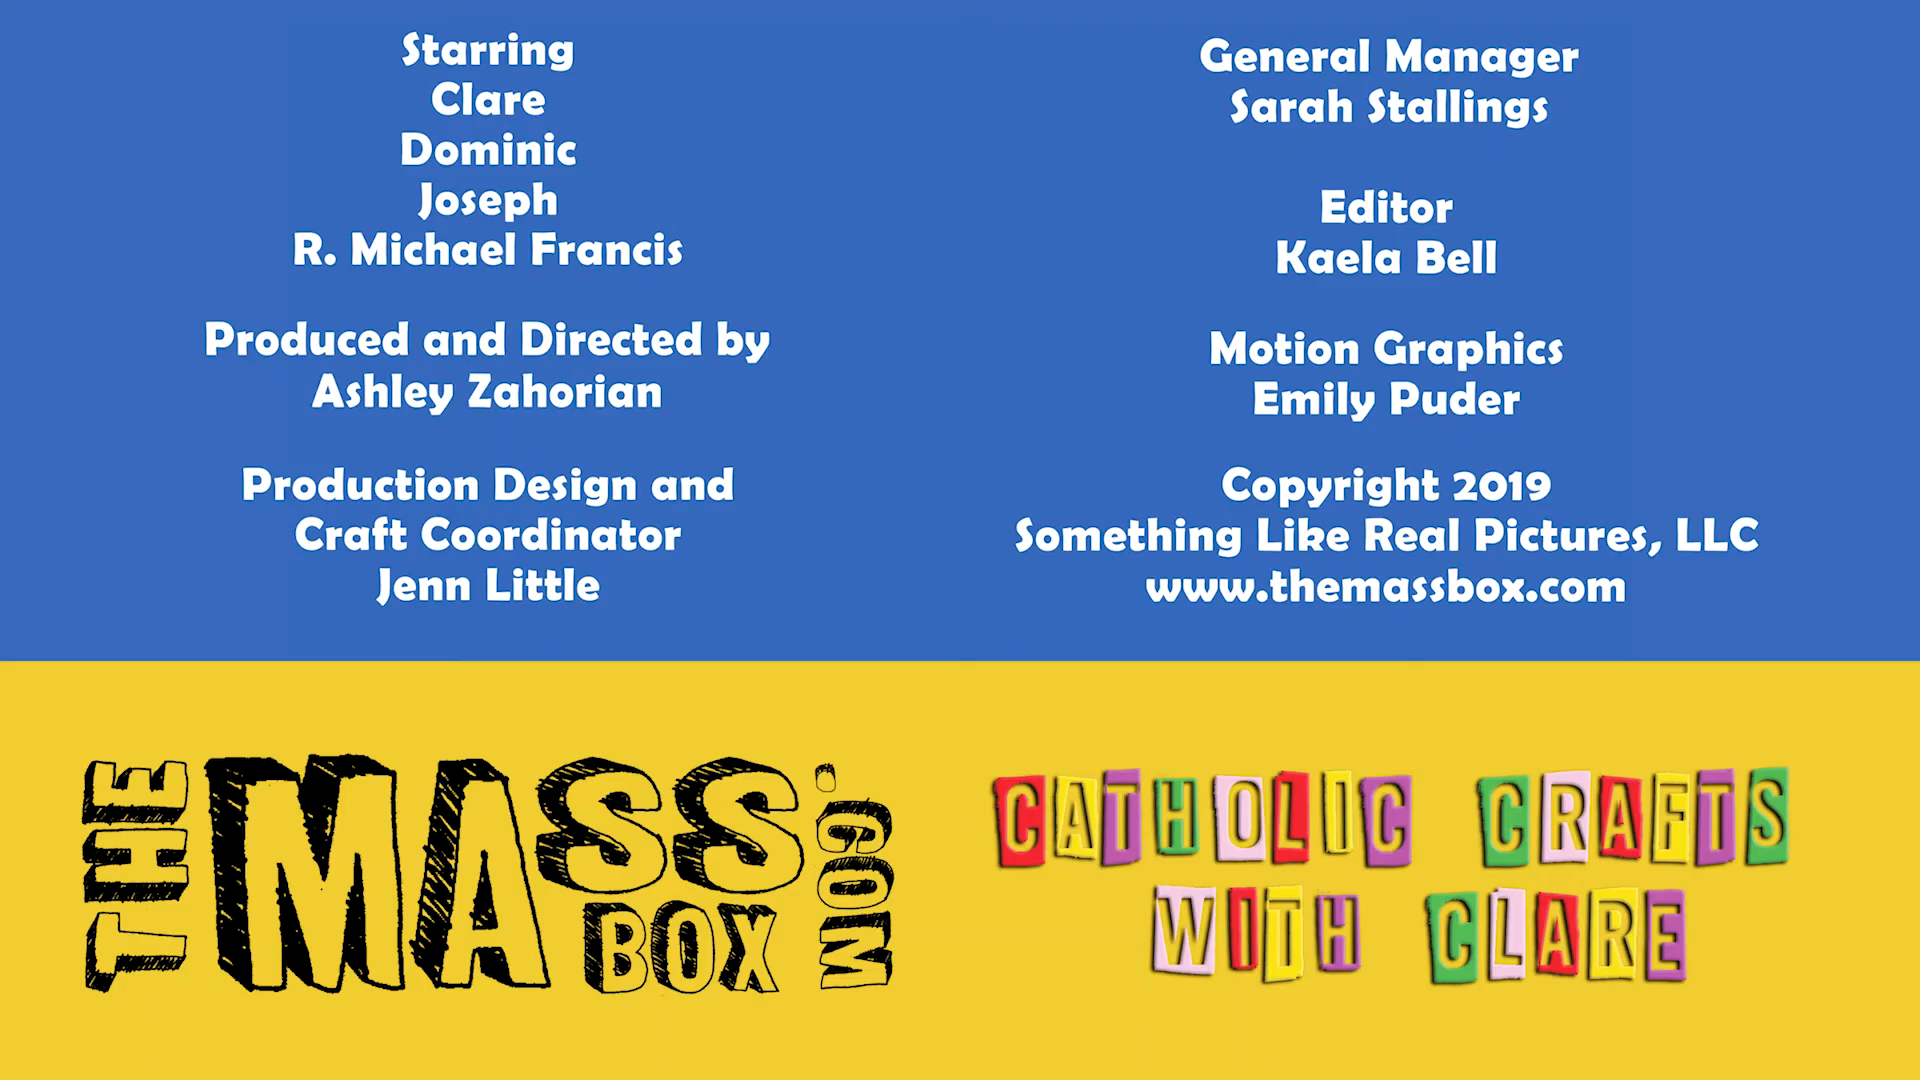 Starring
Clare
Dominic
Joseph
R. Michael Francis
Produced and Directed by
Ashley Zahorian
Production Design and
Craft Coordinator
Jenn Little
General Manager
Sarah Stallings
Editor
Kaela Bell
Motion Graphics
Emily Puder
Copyright 2019
Something Like Real Pictures, LLC
www.themassbox.com
THE MASS BOX .COM
CATHOLIC CRAFTS
WITH CLARE